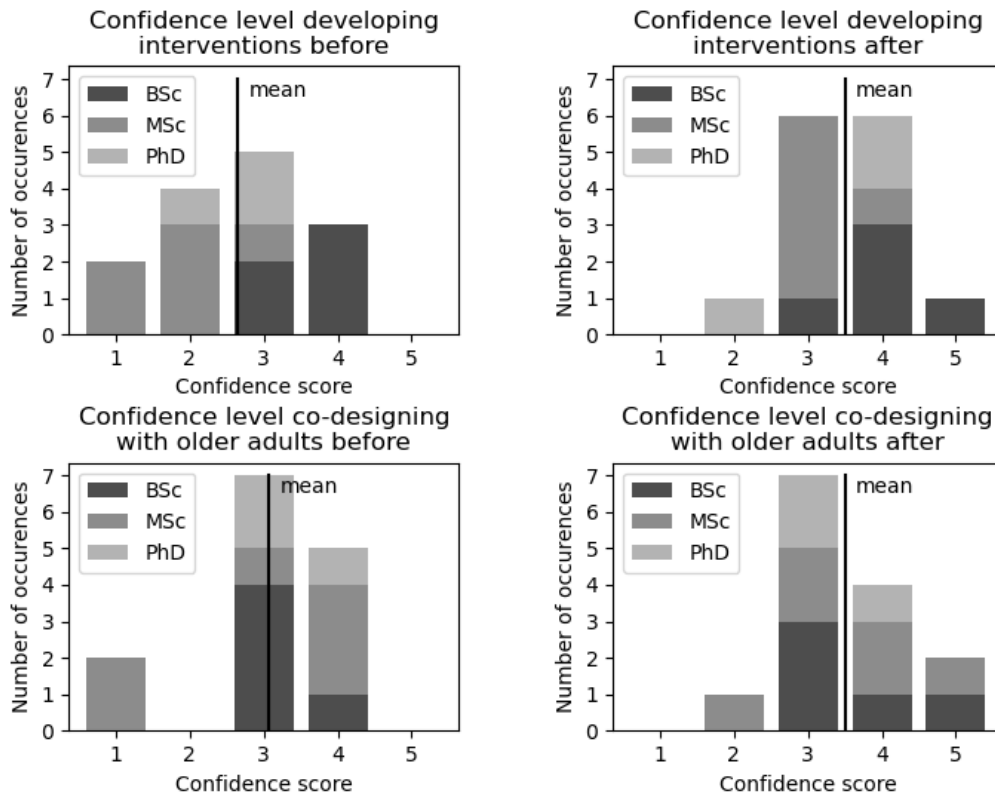 Confidence level developing
interventions before
Number of occurences
7
6
5
4
3
2
1
0
BSc
MSc
PhD
mean
1 2 3 4 5
Confidence score
Confidence level developing
interventions after
Number of occurences
7
6
5
4
3
2
1
0
BSc
MSc
PhD
mean
1 2 3 4 5
Confidence score
Confidence level co-designing
with older adults before
Number of occurences
7
6
5
4
3
2
1
0
BSc
MSc
PhD
mean
1 2 3 4 5
Confidence score
Confidence level co-designing
with older adults after
Number of occurences
7
6
5
4
3
2
1
0
BSc
MSc
PhD
mean
1 2 3 4 5
Confidence score